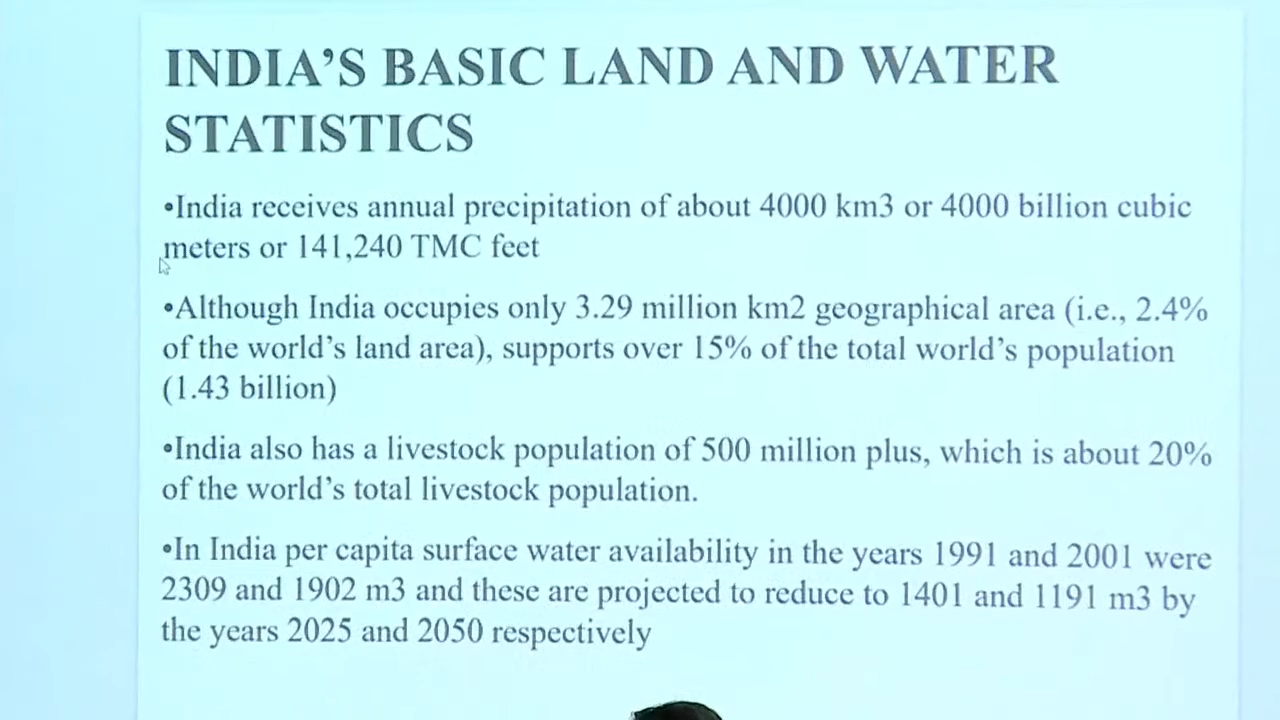 INDIA’S BASIC LAND AND WATER
STATISTICS
•India receives annual precipitation of about 4000 km3 or 4000 billion cubic
meters or 141,240 TMC feet
•Although India occupies only 3.29 million km2 geographical area (i.e., 2.4%
of the world’s land area), supports over 15% of the total world’s population
(1.43 billion)
•India also has a livestock population of 500 million plus, which is about 20%
of the world’s total livestock population.
•In India per capita surface water availability in the years 1991 and 2001 were
2309 and 1902 m3 and these are projected to reduce to 1401 and 1191 m3 by
the years 2025 and 2050 respectively